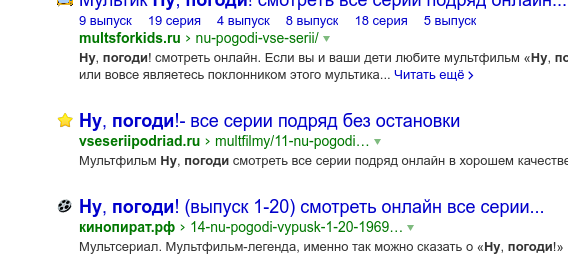 Мультик Ну, погоди! смотреть все серии подряд онлайн...
9 выпуск 19 серия 4 выпуск 8 выпуск 18 серия 5 выпуск
multsforkids.ru › nu-pogodi-vse-serii/
Ну, погоди! смотреть онлайн. Если вы и ваши дети любите мультфильм «Ну, по
или вовсе являетесь поклонником этого мультика... Читать ещё ›
Ну, погоди!- все серии подряд без остановки
vseseriipodriad.ru › multfilmy/11-nu-pogodi...
Мультфильм Ну, погоди смотреть все серии подряд онлайн в хорошем качестве
Ну, погоди! (выпуск 1-20) смотреть онлайн все серии...
кинопират.рф › 14-nu-pogodi-vypusk-1-20-1969...
Мультсериал. Мультфильм-легенда, именно так можно сказать о «Ну, погоди!»